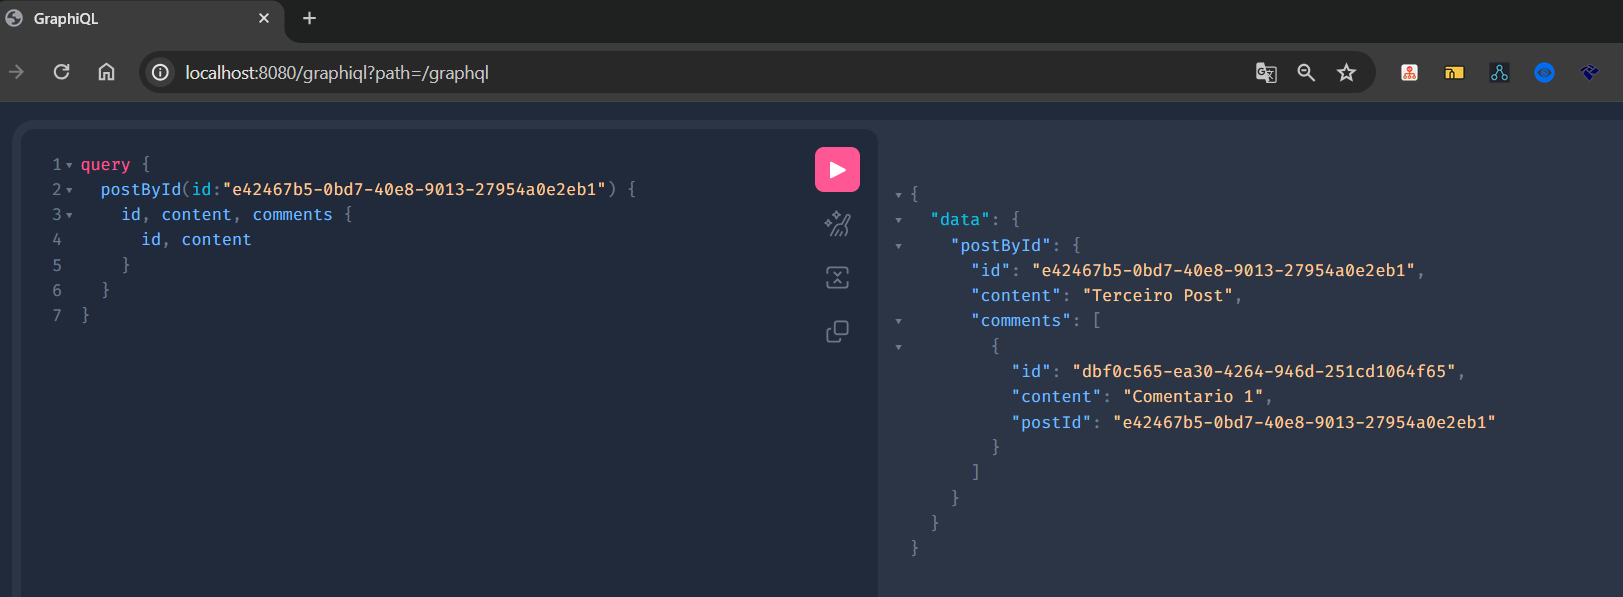 GraphiQL
localhost:8080/graphiql?path=/graphql
1 query {
2 postById(id:"e42467b5-0bd7-40e8-9013-27954a0e2eb1") {
3 id, content, comments {
4 id, content
5 }
6 }
7 }
{
"data": {
"postById": {
"id": "e42467b5-0bd7-40e8-9013-27954a0e2eb1",
"content": "Terceiro Post",
"comments": [
{
"id": "dbf0c565-ea30-4264-946d-251cd1064f65",
"content": "Comentario 1",
"postId": "e42467b5-0bd7-40e8-9013-27954a0e2eb1"
}
]
}
}
}